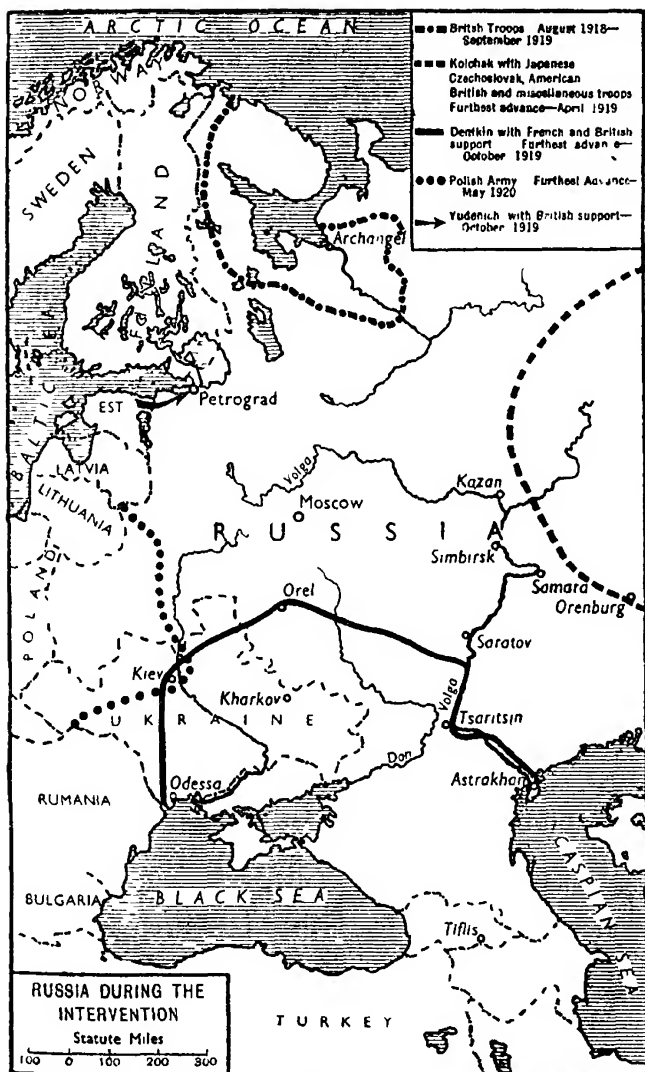 ARCTIC OCEAN
British Troops August 1918—
September 1919
Kolchak with Japanese
Czechoslovak, American
British and miscellaneous troops
Furthest advance—April 1919
Denikin with French and British
support Furthest advan e—
October 1919
Polish Army Furthest Advance—
May 1920
Yudenich with British support—
October 1919
NORWAY
SWEDEN
FINLAND
Archangel
Petrograd
BALTIC SEA
EST
LATVIA
LITHUANIA
POLAND
Volga
Kazan
Moscow
RUSSIA
Simbirsk
Samara
Orenburg
Orel
Saratov
Kiev
Kharkov
Volga
UKRAINE
Tsaritsin
Don
Astrakhan
Odessa
RUMANIA
CASPIAN SEA
BULGARIA
BLACK SEA
Tiflis
TURKEY
RUSSIA DURING THE
INTERVENTION
Statute Miles
100 0 100 200 300